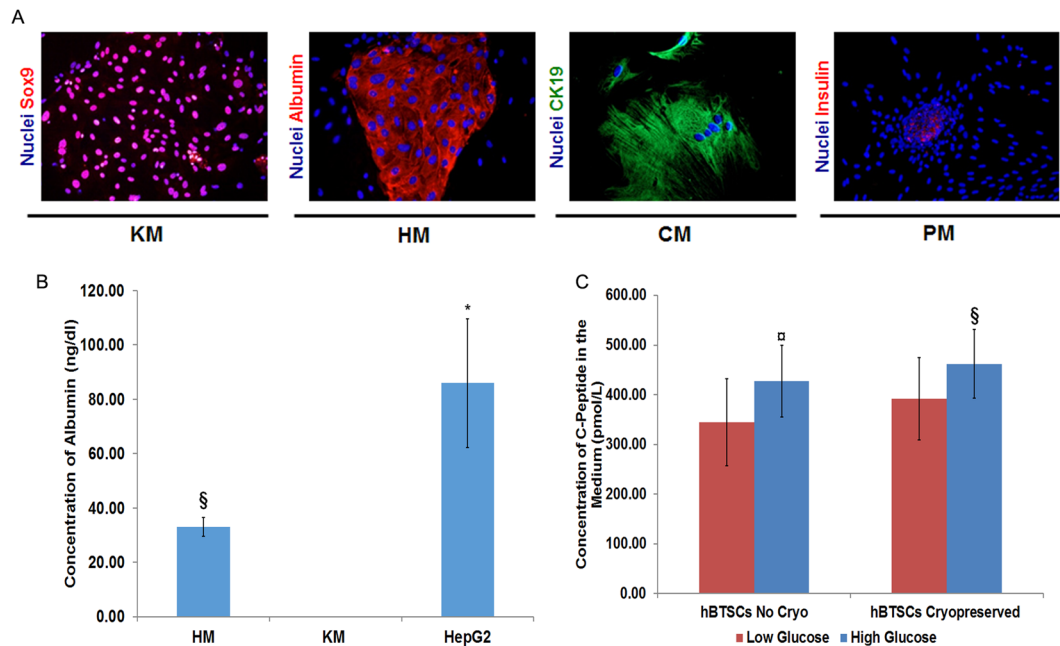 A
Nuclei Sox9
Nuclei Albumin
Nuclei CK19
Nuclei Insulin
KM
HM
CM
PM
B
Concentration of Albumin (ng/dl)
120.00
100.00
80.00
60.00
40.00
20.00
0.00
§
*
HM
KM
HepG2
C
Concentration of C-Peptide in the
Medium (pmol/L)
600.00
500.00
400.00
300.00
200.00
100.00
0.00
¤
§
hBTSCs No Cryo
hBTSCs Cryopreserved
Low Glucose
High Glucose